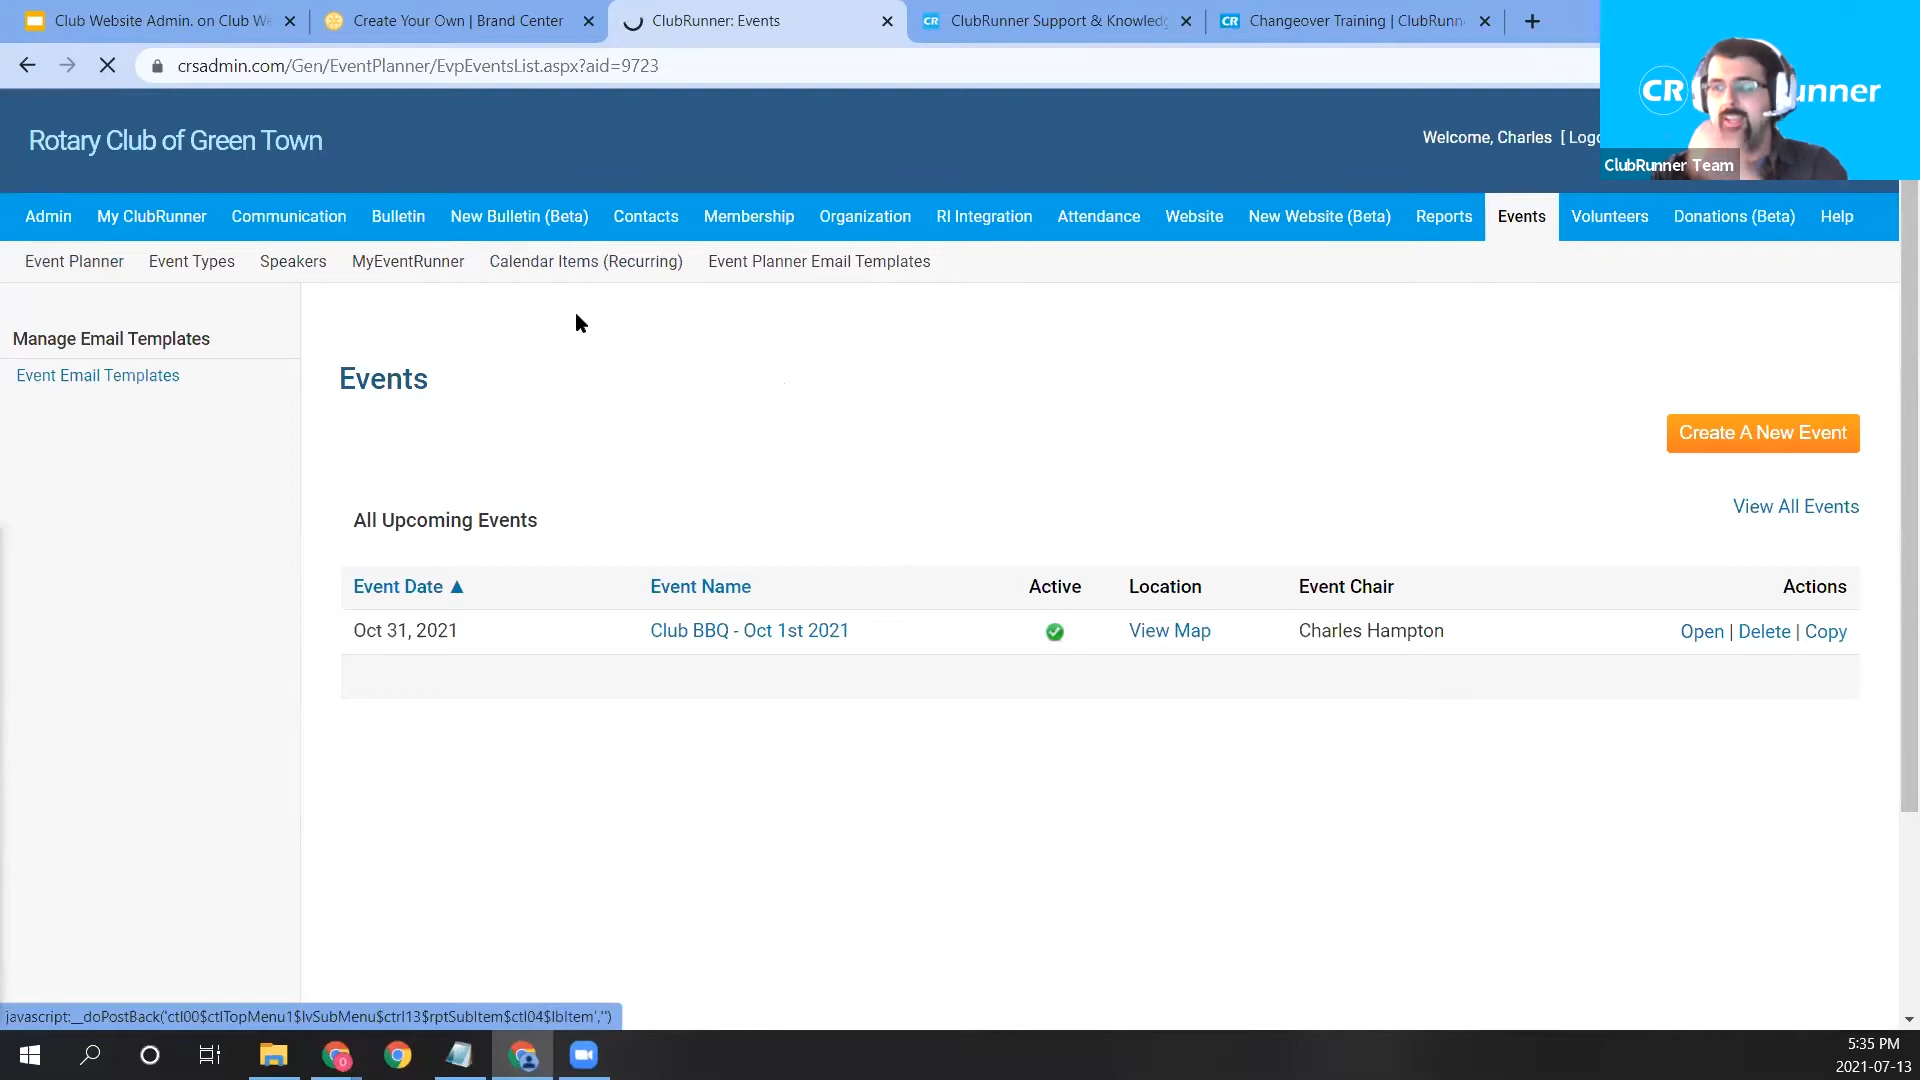 Club Website Admin. on Club We
Create Your Own | Brand Center
ClubRunner: Events
CR ClubRunner Support & Knowledg
CR Changeover Training | ClubRunn
crsadmin.com/Gen/EventPlanner/EvpEventsList.aspx?aid=9723
CR unner
ClubRunner Team
Rotary Club of Green Town
Welcome, Charles [ Logo
Admin My ClubRunner Communication Bulletin New Bulletin (Beta) Contacts Membership Organization RI Integration Attendance Website New Website (Beta) Reports Events Volunteers Donations (Beta) Help
Event Planner Event Types Speakers MyEventRunner Calendar Items (Recurring) Event Planner Email Templates
Manage Email Templates
Event Email Templates
Events
Create A New Event
View All Events
All Upcoming Events
Event Date ▲ Event Name Active Location Event Chair Actions
Oct 31, 2021 Club BBQ - Oct 1st 2021 View Map Charles Hampton Open | Delete | Copy
javascript:__doPostBack('ctl00$ctlTopMenu1$lvSubMenu$ctrl13$rptSubItem$ctl04$lbItem','')
5:35 PM
2021-07-13